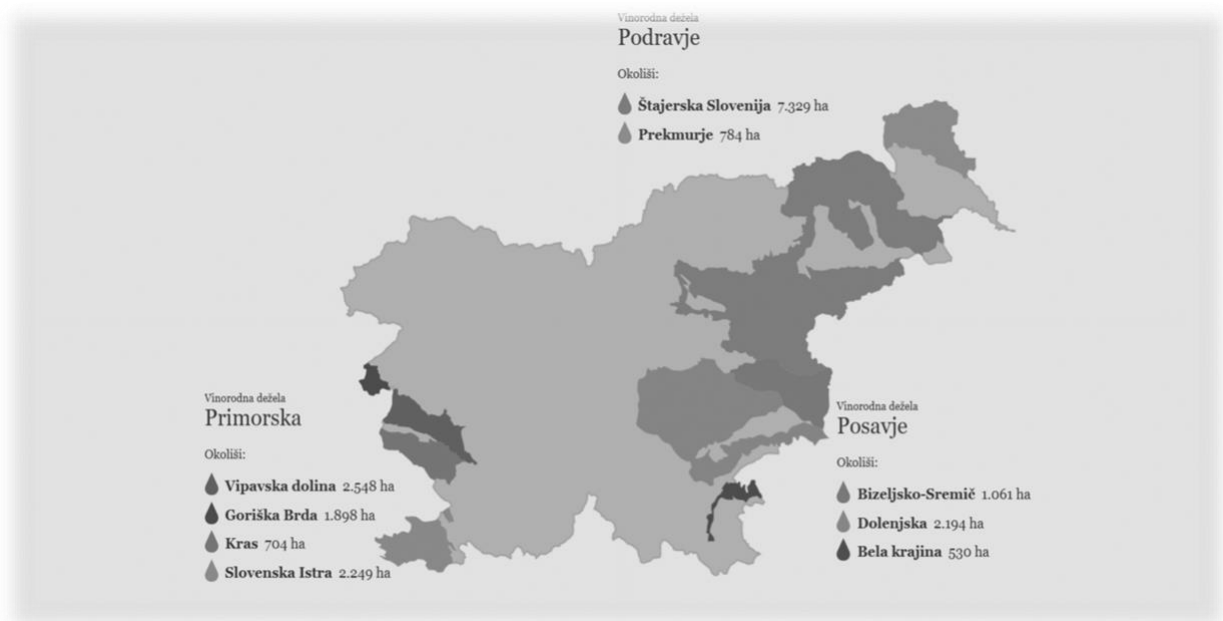 Vinorodna dežela
Podravje
Okoliši:
Štajerska Slovenija 7.329 ha
Prekmurje 784 ha
Vinorodna dežela
Primorska
Okoliši:
Vipavska dolina 2.548 ha
Goriška Brda 1.898 ha
Kras 704 ha
Slovenska Istra 2.249 ha
Vinorodna dežela
Posavje
Okoliši:
Bizeljsko-Sremič 1.061 ha
Dolenjska 2.194 ha
Bela krajina 530 ha